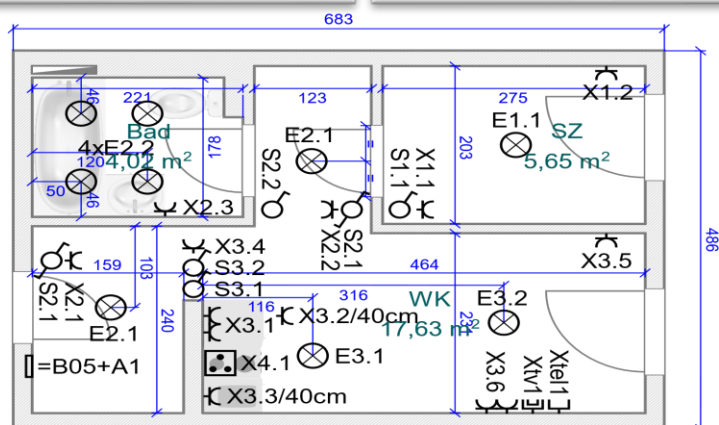 683
221
46
123
275
X1.2
E1.1
SZ
5,65 m²
Bad
4xE2.2
4,02 m²
120
50
46
178
E2.1
=
=
203
S2.2
S1.1
X1.1
X2.3
X2.2
S2.1
486
X3.4
S3.2
S3.1
159
103
464
X3.5
S2.1
X2.1
E2.1
240
316
116
WK
17,63 m²
E3.2
X3.1
X3.2/40cm
X4.1
E3.1
=B05+A1
X3.3/40cm
X3.6
Xtv1
Xtel1